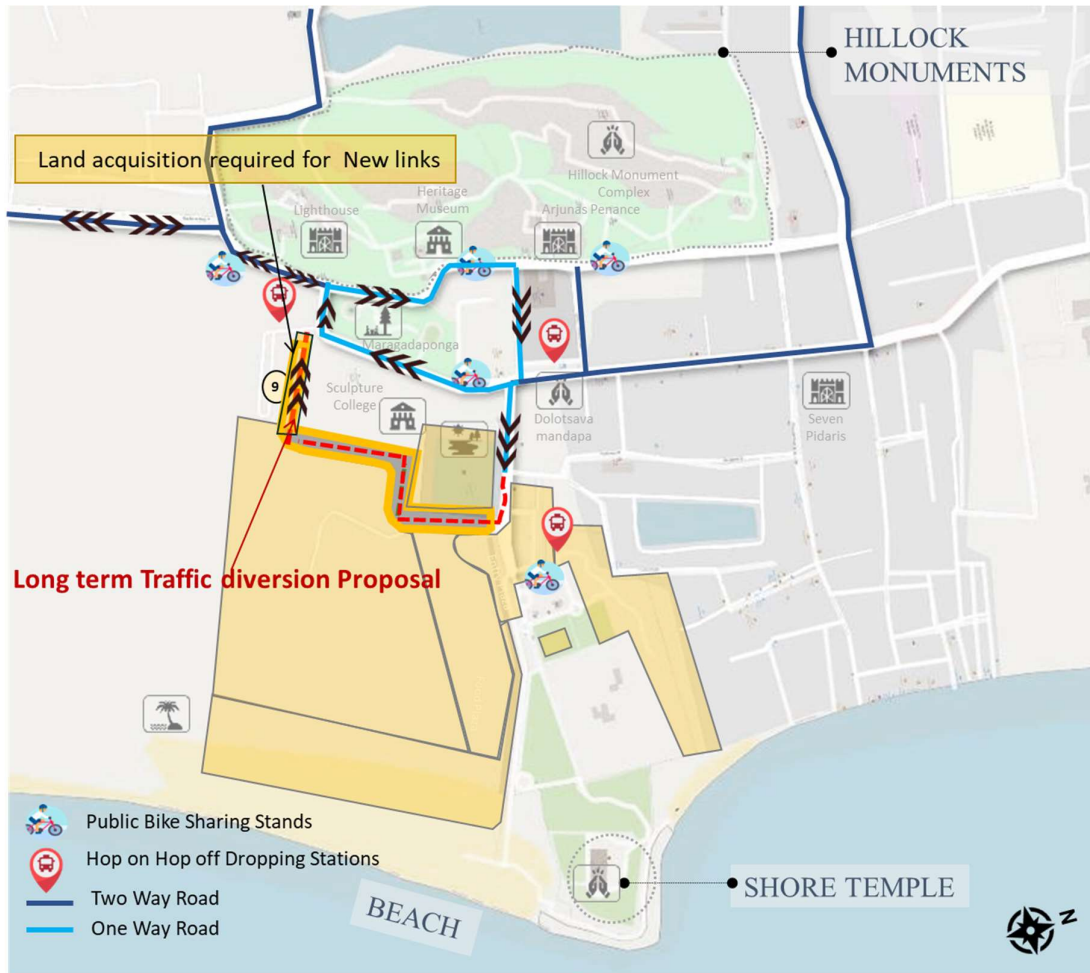 HILLOCK
MONUMENTS
Land acquisition required for New links
Hillock Monument
Complex
Heritage
Museum
Arjunas Penance
Lighthouse
Maragadaponga
9
Sculpture
College
Dolotsava
mandapa
Seven
Pidaris
Long term Traffic diversion Proposal
Public Bike Sharing Stands
Hop on Hop off Dropping Stations
Two Way Road
One Way Road
BEACH
SHORE TEMPLE
N